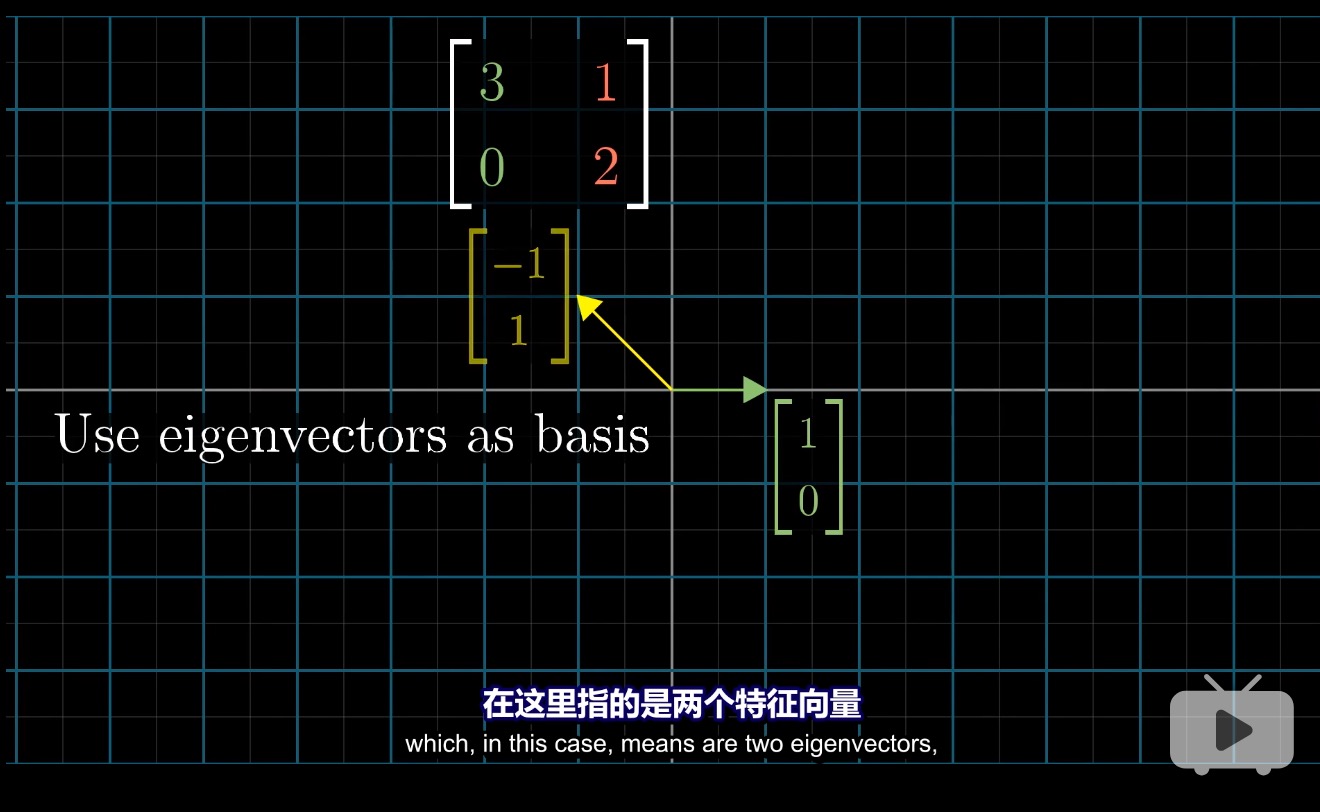 3 1
0 2
−1
1
Use eigenvectors as basis
1
0
在这里指的是两个特征向量
which, in this case, means are two eigenvectors,